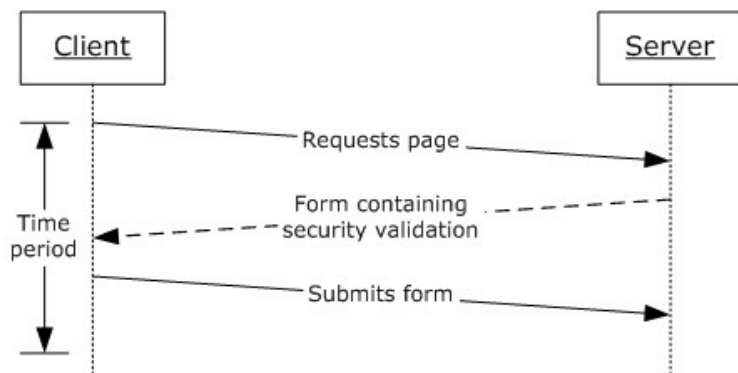 Client
Server
Requests page
Form containing
security validation
Time
period
Submits form